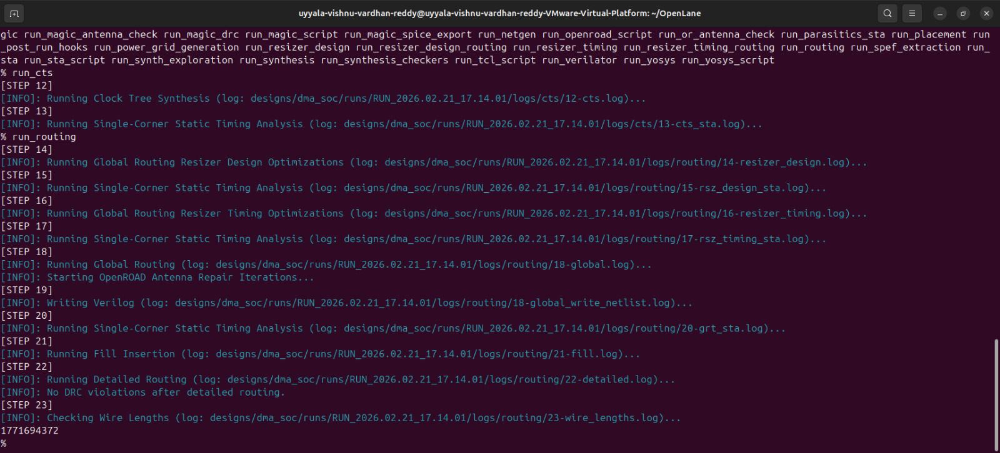 uyyala-vishnu-vardhan-reddy@uyyala-vishnu-vardhan-reddy-VMware-Virtual-Platform: ~/OpenLane
gic run_magic_antenna_check run_magic_drc run_magic_script run_magic_spice_export run_netgen run_openroad_script run_or_antenna_check run_parasitics_sta run_placement run
_post_run_hooks run_power_grid_generation run_resizer_design run_resizer_design_routing run_resizer_timing run_resizer_timing_routing run_routing run_spef_extraction run_
sta run_sta_script run_synth_exploration run_synthesis run_synthesis_checkers run_tcl_script run_verilator run_yosys run_yosys_script
% run_cts
[STEP 12]
[INFO]: Running Clock Tree Synthesis (log: designs/dma_soc/runs/RUN_2026.02.21_17.14.01/logs/cts/12-cts.log)...
[STEP 13]
[INFO]: Running Single-Corner Static Timing Analysis (log: designs/dma_soc/runs/RUN_2026.02.21_17.14.01/logs/cts/13-cts_sta.log)...
% run_routing
[STEP 14]
[INFO]: Running Global Routing Resizer Design Optimizations (log: designs/dma_soc/runs/RUN_2026.02.21_17.14.01/logs/routing/14-resizer_design.log)...
[STEP 15]
[INFO]: Running Single-Corner Static Timing Analysis (log: designs/dma_soc/runs/RUN_2026.02.21_17.14.01/logs/routing/15-rsz_design_sta.log)...
[STEP 16]
[INFO]: Running Global Routing Resizer Timing Optimizations (log: designs/dma_soc/runs/RUN_2026.02.21_17.14.01/logs/routing/16-resizer_timing.log)...
[STEP 17]
[INFO]: Running Single-Corner Static Timing Analysis (log: designs/dma_soc/runs/RUN_2026.02.21_17.14.01/logs/routing/17-rsz_timing_sta.log)...
[STEP 18]
[INFO]: Running Global Routing (log: designs/dma_soc/runs/RUN_2026.02.21_17.14.01/logs/routing/18-global.log)...
[INFO]: Starting OpenROAD Antenna Repair Iterations...
[STEP 19]
[INFO]: Writing Verilog (log: designs/dma_soc/runs/RUN_2026.02.21_17.14.01/logs/routing/18-global_write_netlist.log)...
[STEP 20]
[INFO]: Running Single-Corner Static Timing Analysis (log: designs/dma_soc/runs/RUN_2026.02.21_17.14.01/logs/routing/20-grt_sta.log)...
[STEP 21]
[INFO]: Running Fill Insertion (log: designs/dma_soc/runs/RUN_2026.02.21_17.14.01/logs/routing/21-fill.log)...
[STEP 22]
[INFO]: Running Detailed Routing (log: designs/dma_soc/runs/RUN_2026.02.21_17.14.01/logs/routing/22-detailed.log)...
[INFO]: No DRC violations after detailed routing.
[STEP 23]
[INFO]: Checking Wire Lengths (log: designs/dma_soc/runs/RUN_2026.02.21_17.14.01/logs/routing/23-wire_lengths.log)...
1771694372
%